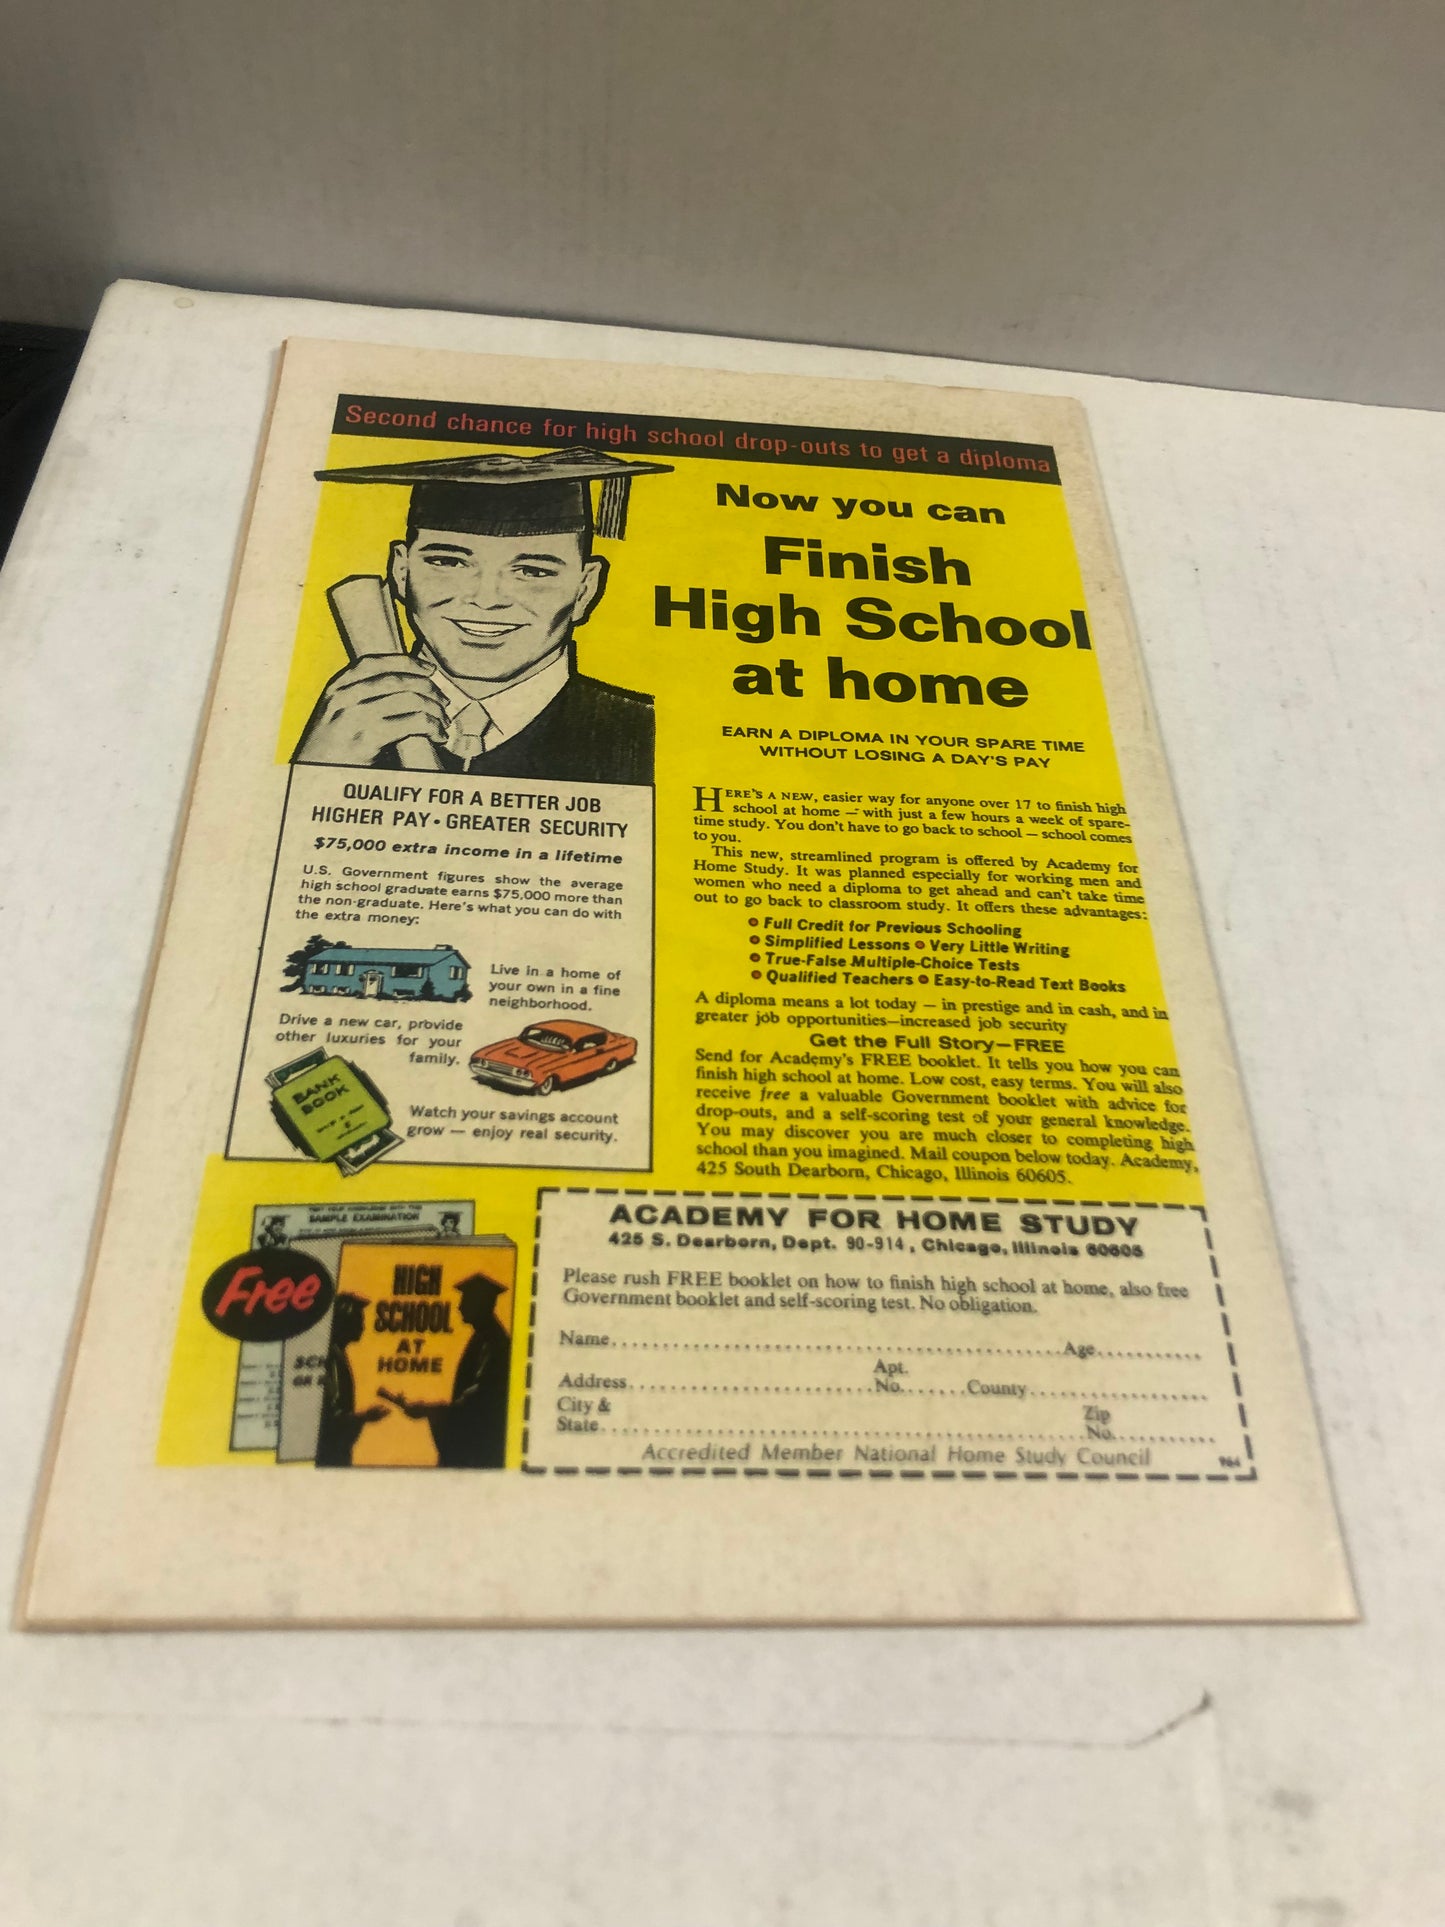 Second chance for high school drop-outs to get a diploma
Now you can
Finish
High School
at home
EARN A DIPLOMA IN YOUR SPARE TIME
WITHOUT LOSING A DAY'S PAY
QUALIFY FOR A BETTER JOB
HIGHER PAY • GREATER SECURITY
$75,000 extra income in a lifetime
U.S. Government figures show the average
high school graduate earns $75,000 more than
the non-graduate. Here's what you can do with
the extra money:
Live in a home of
your own in a fine
neighborhood.
Drive a new car, provide
other luxuries for your
family.
BANK
BOOK
Watch your savings account
grow — enjoy real security.
HERE'S A NEW, easier way for anyone over 17 to finish high
school at home — with just a few hours a week of spare-
time study. You don't have to go back to school — school comes
to you.
This new, streamlined program is offered by Academy for
Home Study. It was planned especially for working men and
women who need a diploma to get ahead and can't take time
out to go back to classroom study. It offers these advantages:
• Full Credit for Previous Schooling
• Simplified Lessons • Very Little Writing
• True-False Multiple-Choice Tests
• Qualified Teachers • Easy-to-Read Text Books
A diploma means a lot today — in prestige and in cash, and in
greater job opportunities—increased job security
Get the Full Story—FREE
Send for Academy's FREE booklet. It tells you how you can
finish high school at home. Low cost, easy terms. You will also
receive free a valuable Government booklet with advice for
drop-outs, and a self-scoring test of your general knowledge.
You may discover you are much closer to completing high
school than you imagined. Mail coupon below today. Academy,
425 South Dearborn, Chicago, Illinois 60605.
SAMPLE EXAMINATION
Free
HIGH
SCHOOL
AT
HOME
ACADEMY FOR HOME STUDY
425 S. Dearborn, Dept. 90-914, Chicago, Illinois 60605
Please rush FREE booklet on how to finish high school at home, also free
Government booklet and self-scoring test. No obligation.
Name Age
Apt.
Address No. County
City & Zip
State No.
Accredited Member National Home Study Council
964